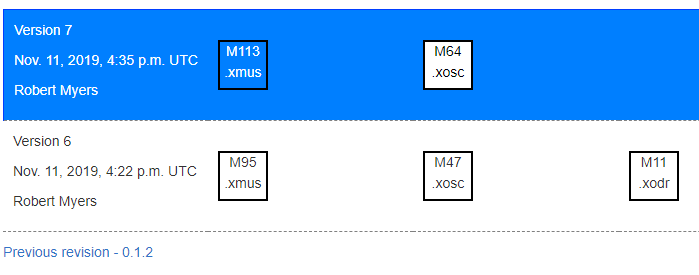 Version 7
Nov. 11, 2019, 4:35 p.m. UTC
Robert Myers
M113
.xmus
M64
.xosc
Version 6
Nov. 11, 2019, 4:22 p.m. UTC
Robert Myers
M95
.xmus
M47
.xosc
M11
.xodr
Previous revision - 0.1.2